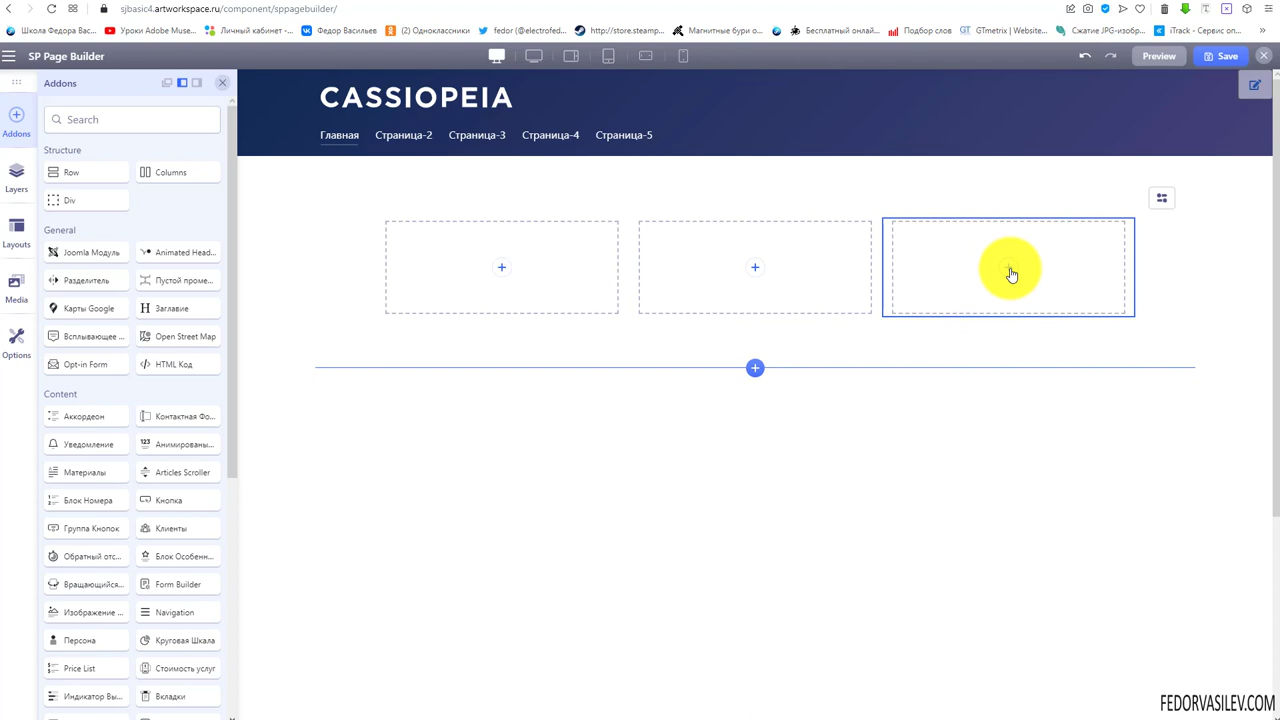 sjbasic4.artworkspace.ru/component/sppagebuilder/
Школа Федора Вас...
Уроки Adobe Muse...
Личный кабинет -...
Федор Васильев
Одноклассники
fedor (@electrofed...
http://store.steamp...
Магнитные бури о...
Бесплатный онлай...
Подбор слов
GTmetrix | Website...
Сжатие JPG-изобр...
iTrack - Сервис оп...
SP Page Builder
Preview
Save
Addons
Addons
Layers
Layouts
Media
Options
Search
Structure
Row
Columns
Div
General
Joomla Модуль
Animated Head...
Разделитель
Пустой проме...
Карты Google
Заглавие
Всплывающее ...
Open Street Map
Opt-in Form
HTML Код
Content
Аккордеон
Контактная Фо...
Уведомление
Анимированы...
Материалы
Articles Scroller
Блок Номера
Кнопка
Группа Кнопок
Клиенты
Обратный отс...
Блок Особенн...
Вращающийся...
Form Builder
Изображение ...
Navigation
Персона
Круговая Шкала
Price List
Стоимость услуг
Индикатор Вы...
Вкладки
CASSIOPEIA
Главная
Страница-2
Страница-3
Страница-4
Страница-5
FEDORVASILEV.COM